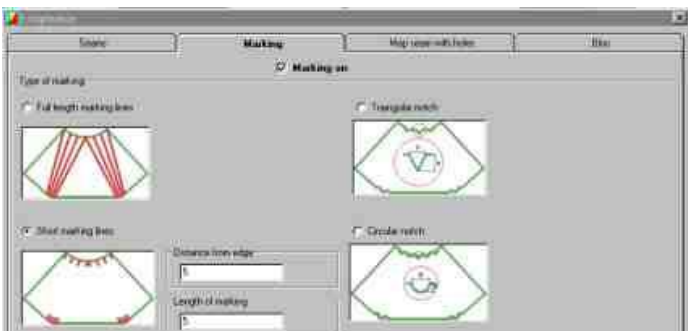 Seams Marking Map seam with holes Bloc
Marking on
Type of marking
Full length marking lines Triangular notch
Short marking lines Circular notch
Distance from edge
5
Length of marking
5